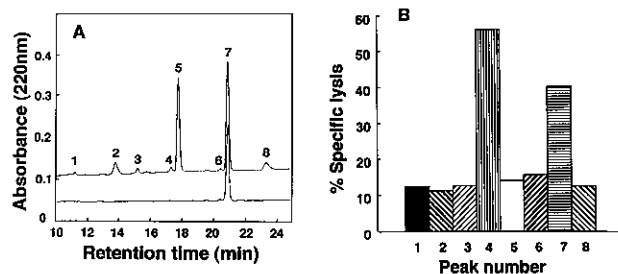 A
Absorbance (220nm)
0.4
0.3
0.2
0.1
0
1 2 3 4 5 6 7 8
10 12 14 16 18 20 22 24
Retention time (min)
B
% Specific lysis
60
50
40
30
20
10
0
1 2 3 4 5 6 7 8
Peak number